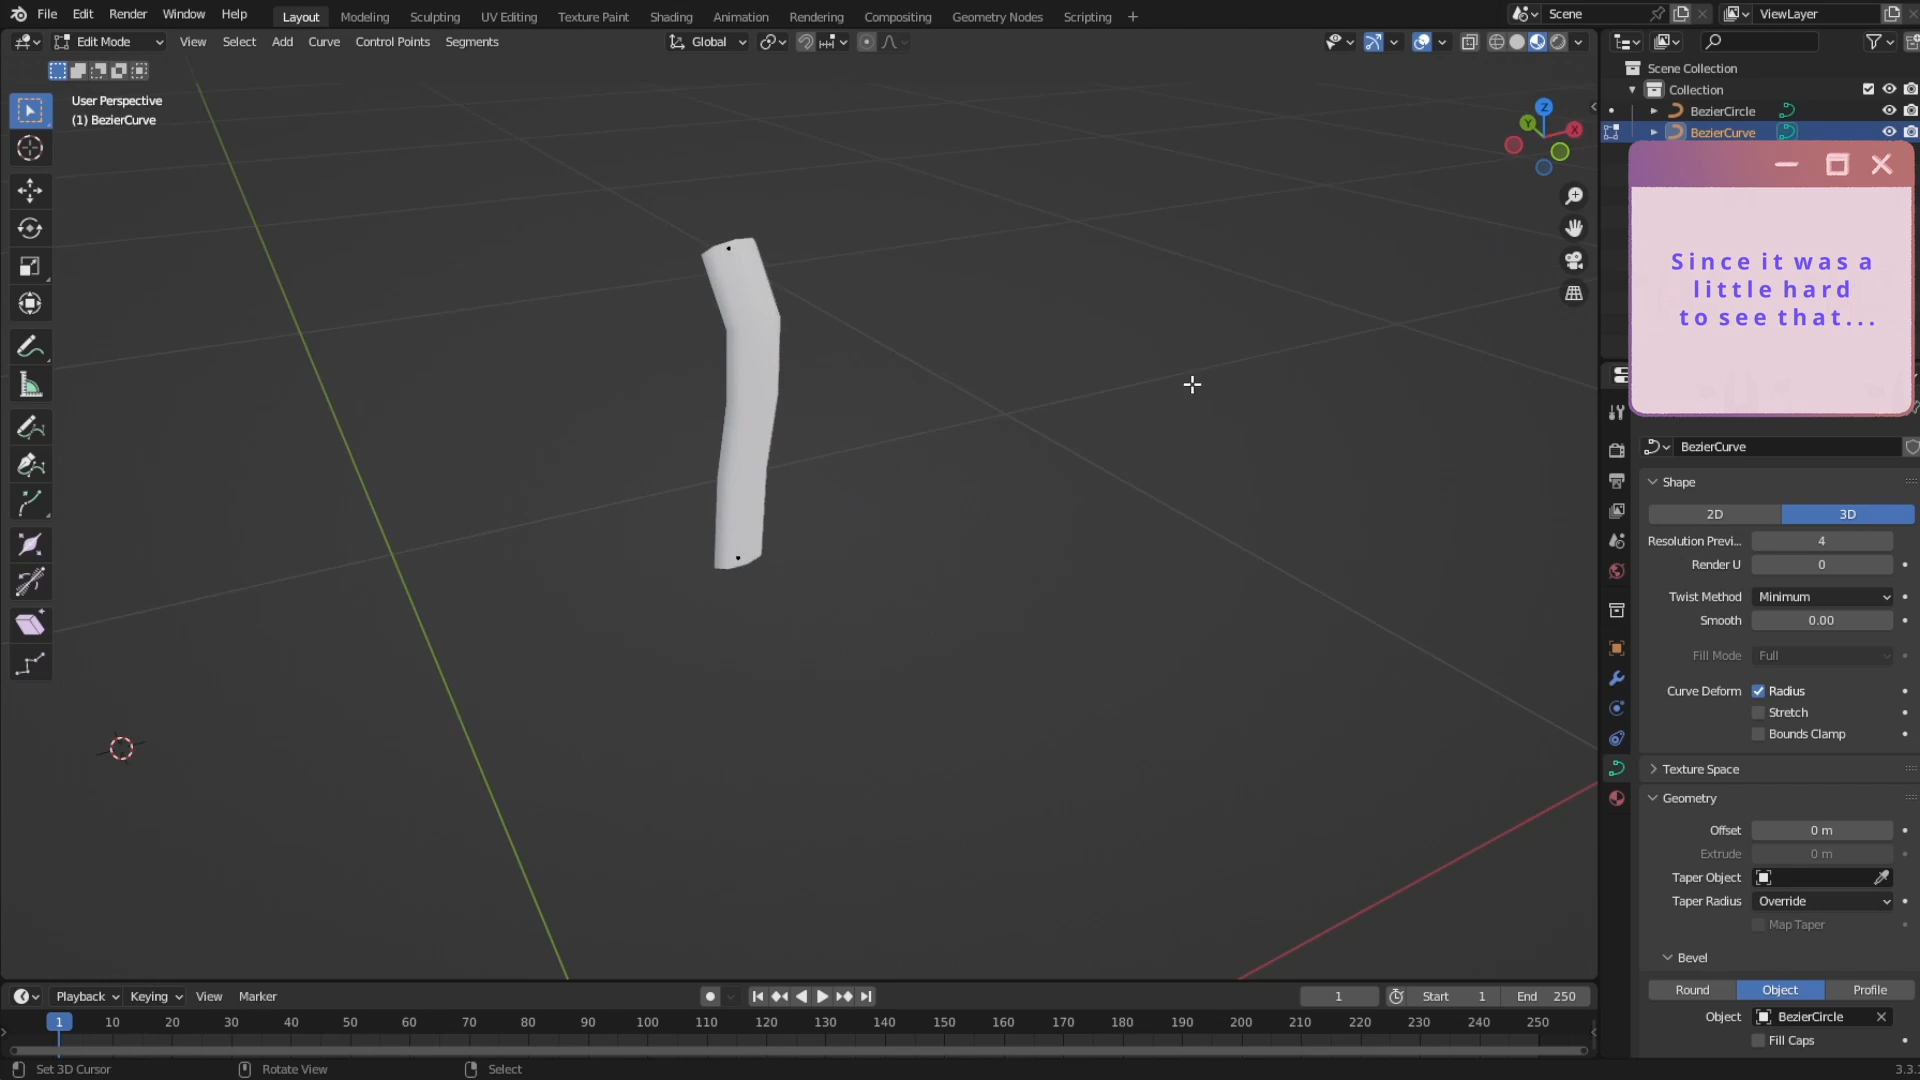 File Edit Render Window Help Layout Modeling Sculpting UV Editing Texture Paint Shading Animation Rendering Compositing Geometry Nodes Scripting + Scene ViewLayer
Edit Mode View Select Add Curve Control Points Segments Global
User Perspective
(1) BezierCurve
Z
Y
X
Scene Collection
Collection
BezierCircle
BezierCurve
Since it was a
little hard
to see that...
BezierCurve
Shape
2D 3D
Resolution Previ... 4
Render U 0
Twist Method Minimum
Smooth 0.00
Fill Mode Full
Curve Deform Radius
Stretch
Bounds Clamp
Texture Space
Geometry
Offset 0 m
Extrude 0 m
Taper Object
Taper Radius Override
Map Taper
Bevel
Round Object Profile
Object BezierCircle
Fill Caps
Playback Keying View Marker 1 Start 1 End 250
1 10 20 30 40 50 60 70 80 90 100 110 120 130 140 150 160 170 180 190 200 210 220 230 240 250
Set 3D Cursor Rotate View Select